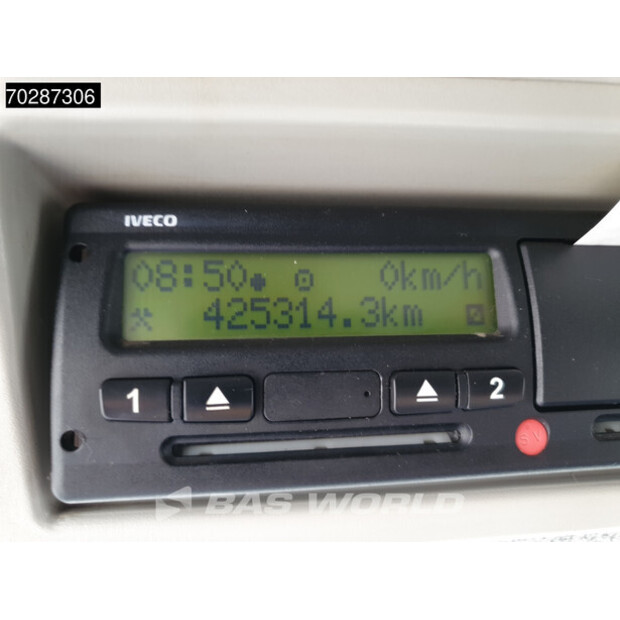 70287306
IVECO
08:50 0km/h
425314.3km
1 2
BAS WORLD